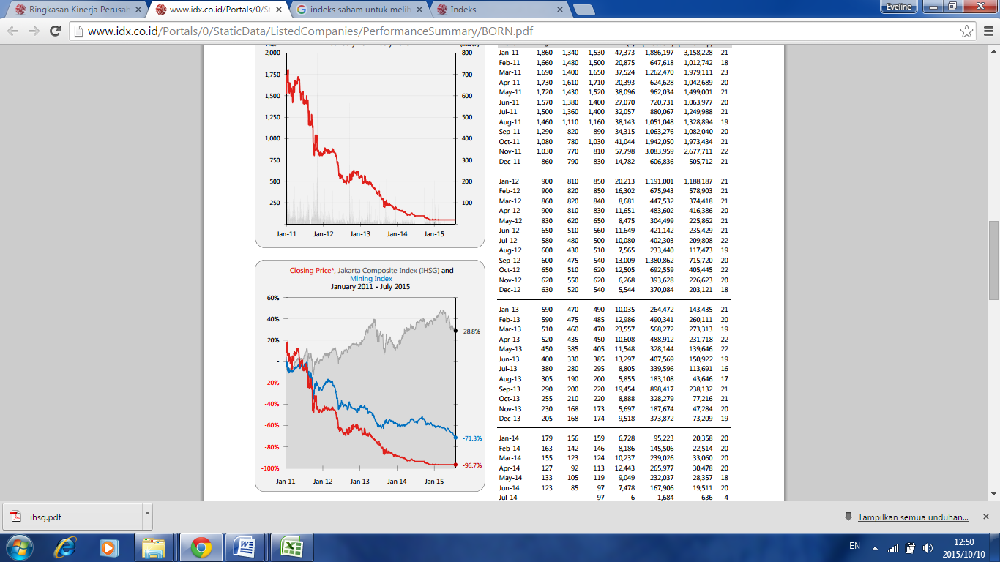 Ringkasan Kinerja Perusah
www.idx.co.id/Portals/0/St
indeks saham untuk melih
Indeks
Eveline
www.idx.co.id/Portals/0/StaticData/ListedCompanies/PerformanceSummary/BORN.pdf
2,000
1,750
1,500
1,250
1,000
750
500
250
800
700
600
500
400
300
200
100
Jan-11 Jan-12 Jan-13 Jan-14 Jan-15
Closing Price*, Jakarta Composite Index (IHSG) and
Mining Index
January 2011 - July 2015
60%
40%
20%
-
-20%
-40%
-60%
-80%
-100%
28.8%
-71.3%
-96.7%
Jan 11 Jan 12 Jan 13 Jan 14 Jan 15
Jan-11 1,860 1,340 1,530 47,373 1,886,197 3,158,228 21
Feb-11 1,660 1,480 1,500 20,875 647,618 1,012,742 18
Mar-11 1,690 1,400 1,650 37,524 1,262,470 1,979,111 23
Apr-11 1,730 1,610 1,710 20,393 624,628 1,042,689 20
May-11 1,720 1,430 1,520 38,096 962,034 1,499,001 21
Jun-11 1,570 1,380 1,400 27,070 720,731 1,063,977 20
Jul-11 1,500 1,360 1,400 32,057 880,067 1,249,988 21
Aug-11 1,460 1,110 1,160 38,143 1,051,048 1,328,894 19
Sep-11 1,290 820 890 34,315 1,063,276 1,082,040 20
Oct-11 1,080 780 1,030 41,044 1,942,050 1,973,434 21
Nov-11 1,030 770 810 57,798 3,083,959 2,677,711 22
Dec-11 860 790 830 14,782 606,836 505,712 21
Jan-12 900 810 850 20,213 1,191,001 1,188,187 21
Feb-12 900 820 850 16,302 675,943 578,903 21
Mar-12 860 820 840 8,681 447,532 374,418 21
Apr-12 900 810 830 11,651 483,602 416,386 20
May-12 830 620 650 8,475 304,499 225,862 21
Jun-12 650 510 560 11,649 421,142 235,429 21
Jul-12 580 480 500 10,080 402,303 209,808 22
Aug-12 600 430 510 7,565 233,440 117,473 19
Sep-12 600 475 540 13,009 1,380,862 715,720 20
Oct-12 650 510 620 12,505 692,559 405,445 22
Nov-12 620 550 620 6,268 393,628 226,623 20
Dec-12 630 520 540 5,544 370,084 203,121 18
Jan-13 590 470 490 10,035 264,472 143,435 21
Feb-13 590 475 485 12,986 490,341 260,111 20
Mar-13 510 460 470 23,557 568,272 273,313 19
Apr-13 520 435 450 10,608 488,912 231,718 22
May-13 450 385 405 11,548 328,144 139,646 22
Jun-13 400 330 385 13,297 407,569 150,922 19
Jul-13 380 280 295 8,805 339,596 113,691 16
Aug-13 305 190 200 5,855 183,108 43,646 17
Sep-13 290 200 220 19,454 898,417 238,132 21
Oct-13 255 210 220 8,888 328,279 77,216 21
Nov-13 230 168 173 5,697 187,674 47,284 20
Dec-13 205 168 174 9,518 373,872 73,209 19
Jan-14 179 156 159 6,728 95,223 20,358 20
Feb-14 163 142 146 8,186 145,506 22,514 20
Mar-14 155 123 124 10,237 239,026 33,060 20
Apr-14 127 92 113 12,443 265,977 30,478 20
May-14 133 105 119 9,049 232,037 28,357 18
Jun-14 123 85 97 7,478 167,906 19,511 20
Jul-14 - - 97 6 1,684 636 4
ihsg.pdf
Tampilkan semua unduhan...
EN
12:50
2015/10/10